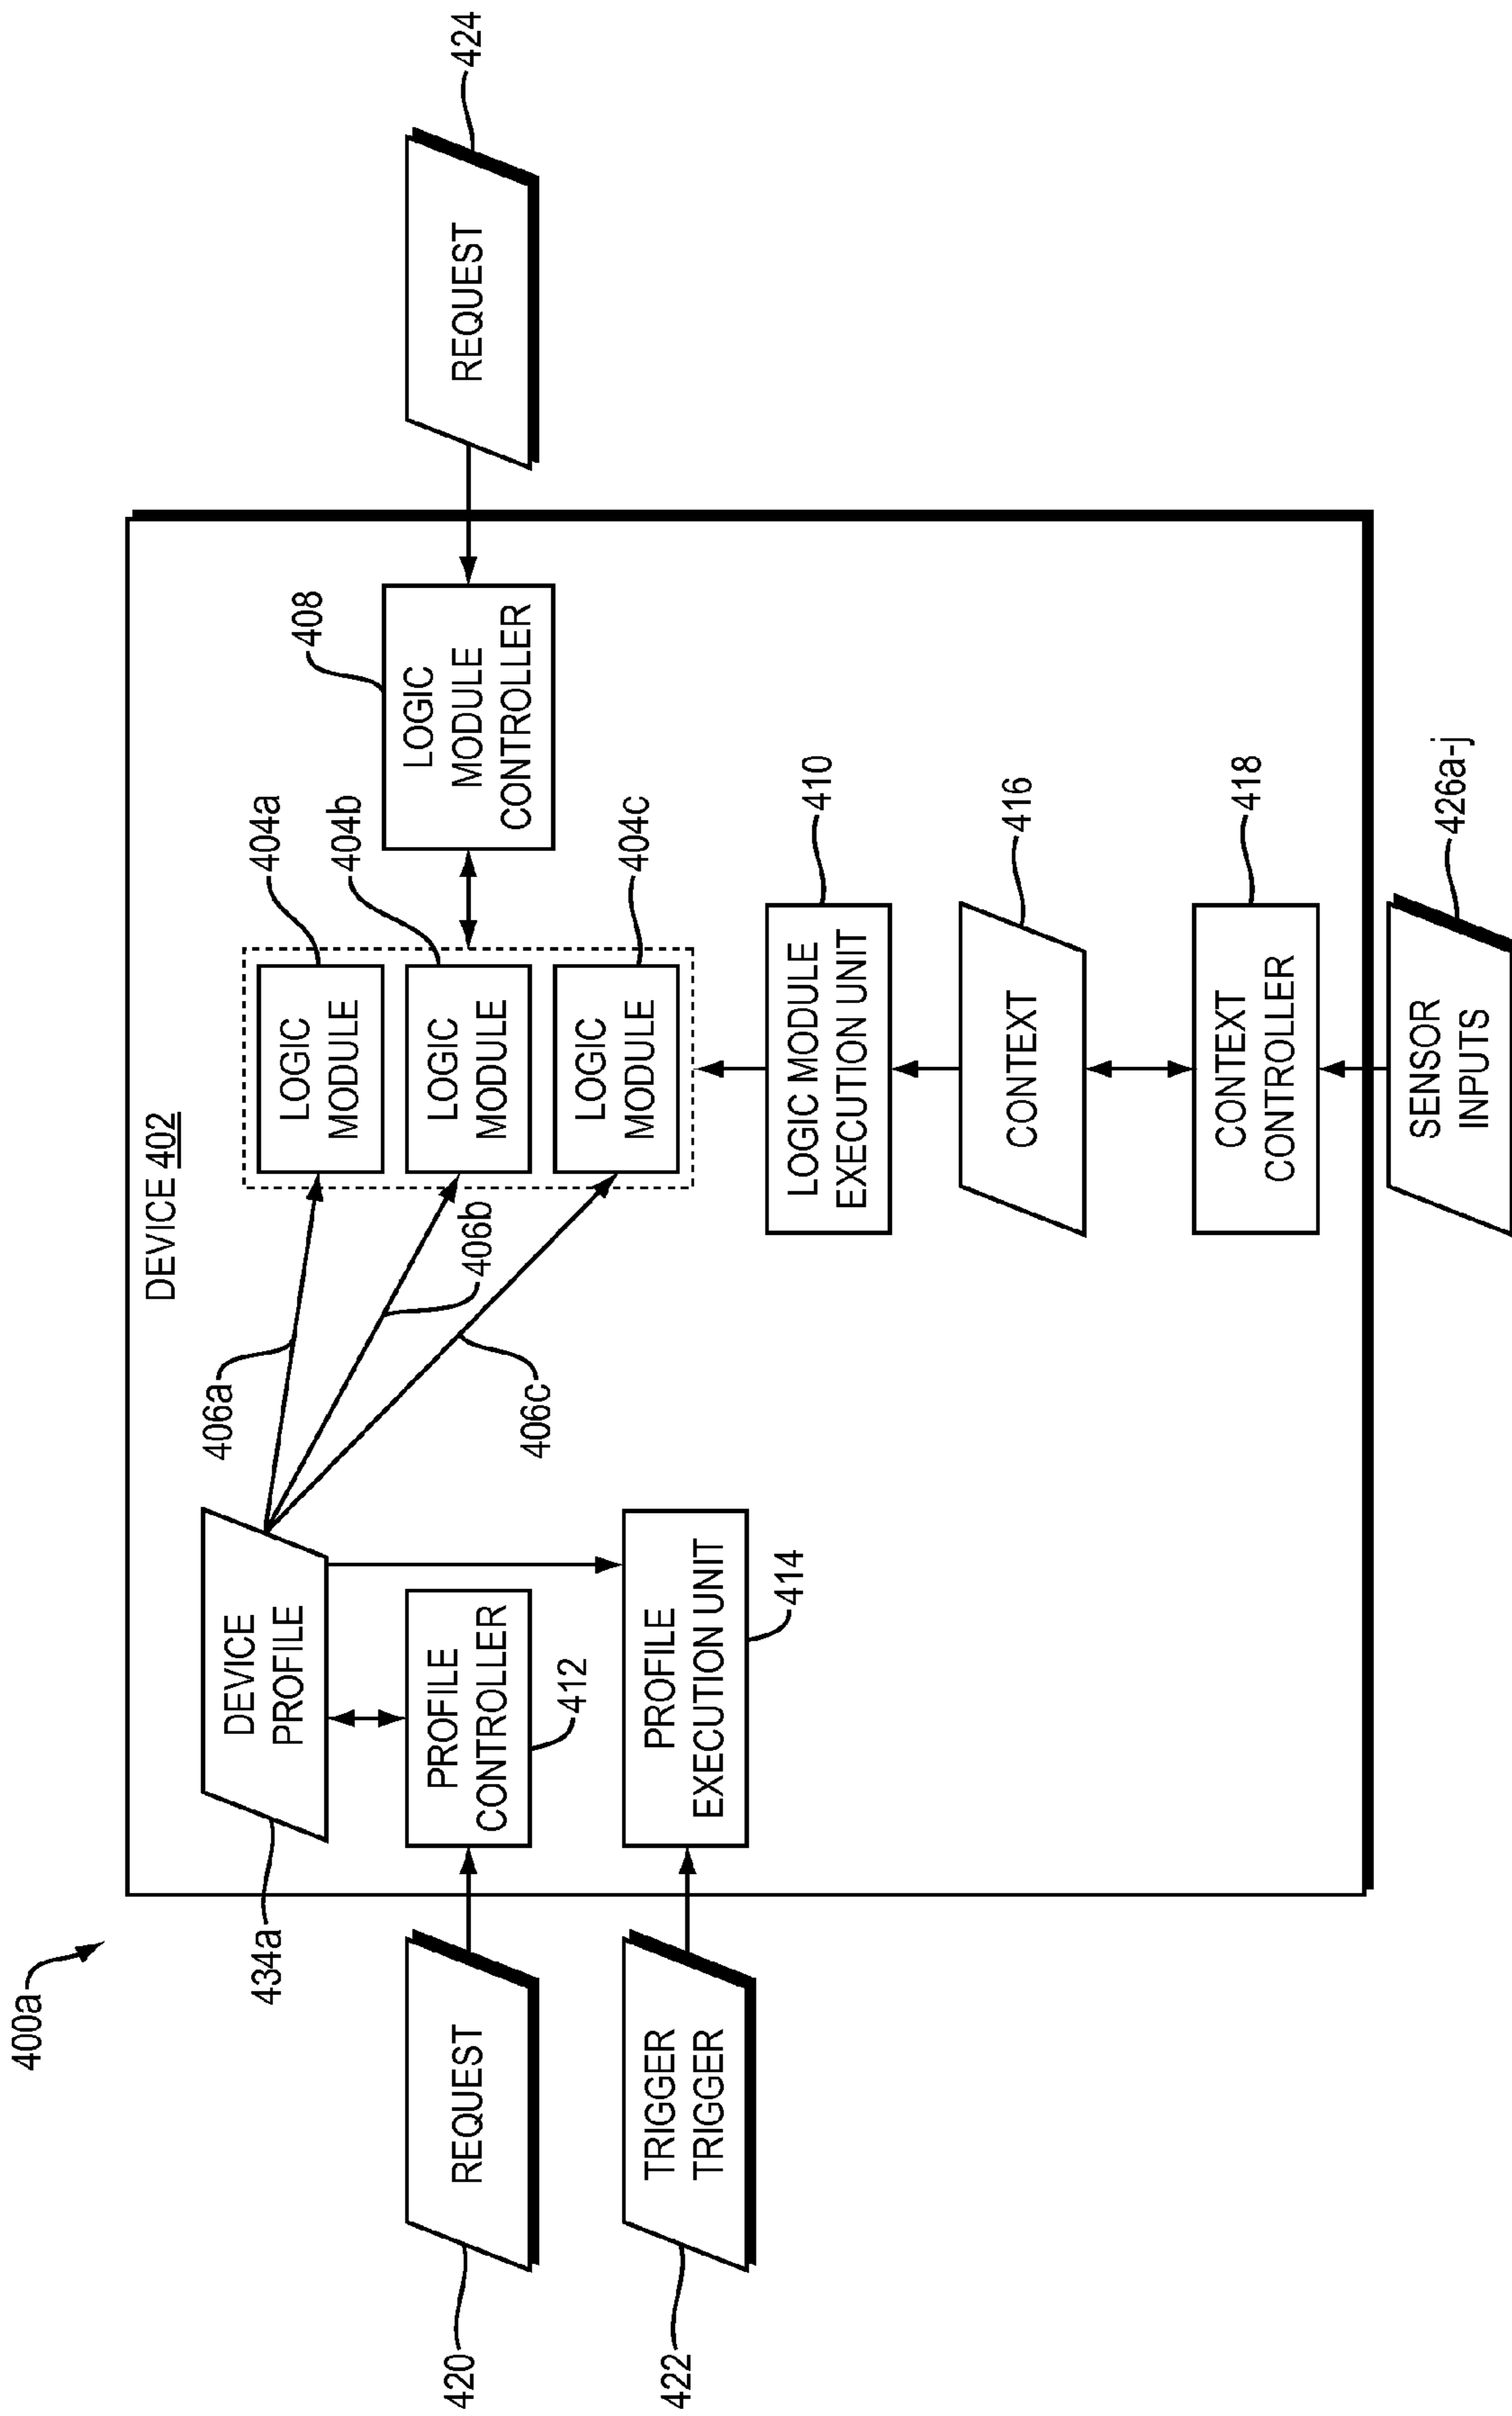 400a
DEVICE 402
434a
DEVICE
PROFILE
406a
406b
406c
404a
LOGIC
MODULE
404b
LOGIC
MODULE
404c
LOGIC
MODULE
408
LOGIC
MODULE
CONTROLLER
424
REQUEST
420
REQUEST
PROFILE
CONTROLLER
412
422
TRIGGER
TRIGGER
PROFILE
EXECUTION UNIT
414
LOGIC MODULE
EXECUTION UNIT
410
CONTEXT
416
CONTEXT
CONTROLLER
418
SENSOR
INPUTS
426a-j